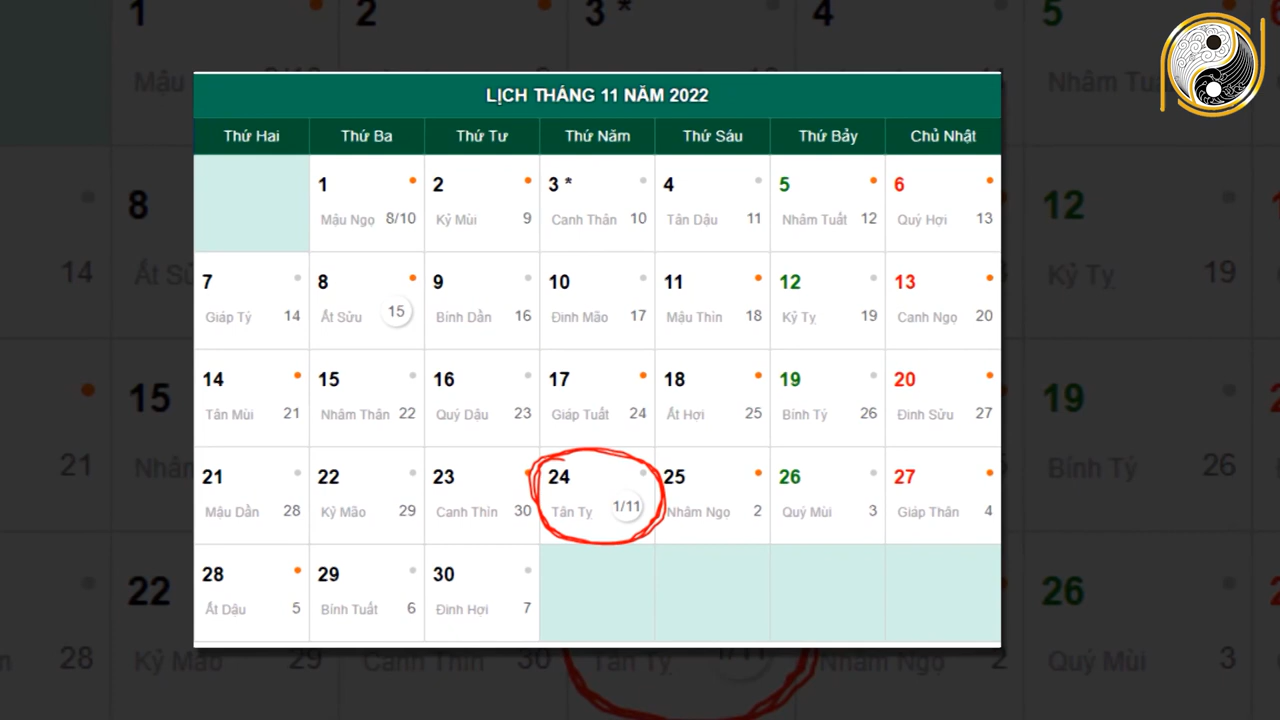 LỊCH THÁNG 11 NĂM 2022
Thứ Hai Thứ Ba Thứ Tư Thứ Năm Thứ Sáu Thứ Bảy Chủ Nhật
1 2 3 * 4 5 6
Mậu Ngọ 8/10 Kỷ Mùi 9 Canh Thân 10 Tân Dậu 11 Nhâm Tuất 12 Quý Hợi 13
7 8 9 10 11 12 13
Giáp Tý 14 Ất Sửu 15 Bính Dần 16 Đinh Mão 17 Mậu Thìn 18 Kỷ Tỵ 19 Canh Ngọ 20
14 15 16 17 18 19 20
Tân Mùi 21 Nhâm Thân 22 Quý Dậu 23 Giáp Tuất 24 Ất Hợi 25 Bính Tý 26 Đinh Sửu 27
21 22 23 24 25 26 27
Mậu Dần 28 Kỷ Mão 29 Canh Thìn 30 Tân Tỵ 1/11 Nhâm Ngọ 2 Quý Mùi 3 Giáp Thân 4
28 29 30
Ất Dậu 5 Bính Tuất 6 Đinh Hợi 7